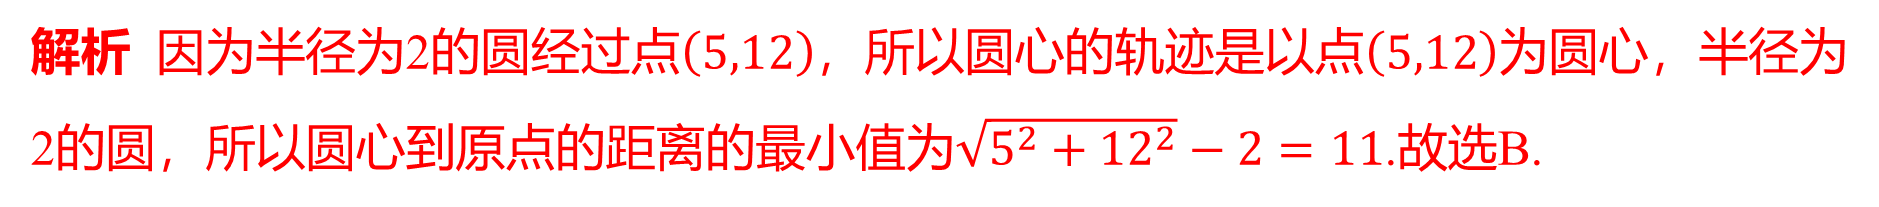 解析 因为半径为2的圆经过点(5,12)，所以圆心的轨迹是以点(5,12)为圆心，半径为
2的圆，所以圆心到原点的距离的最小值为√(5²+12²)−2=11.故选B.